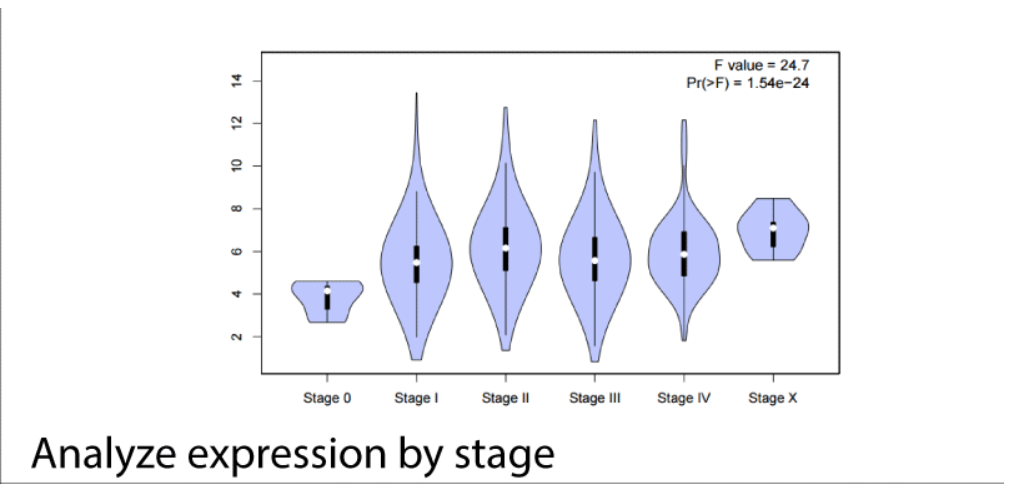 F value = 24.7
Pr(>F) = 1.54e−24
14
12
10
8
6
4
2
Stage 0 Stage I Stage II Stage III Stage IV Stage X
Analyze expression by stage